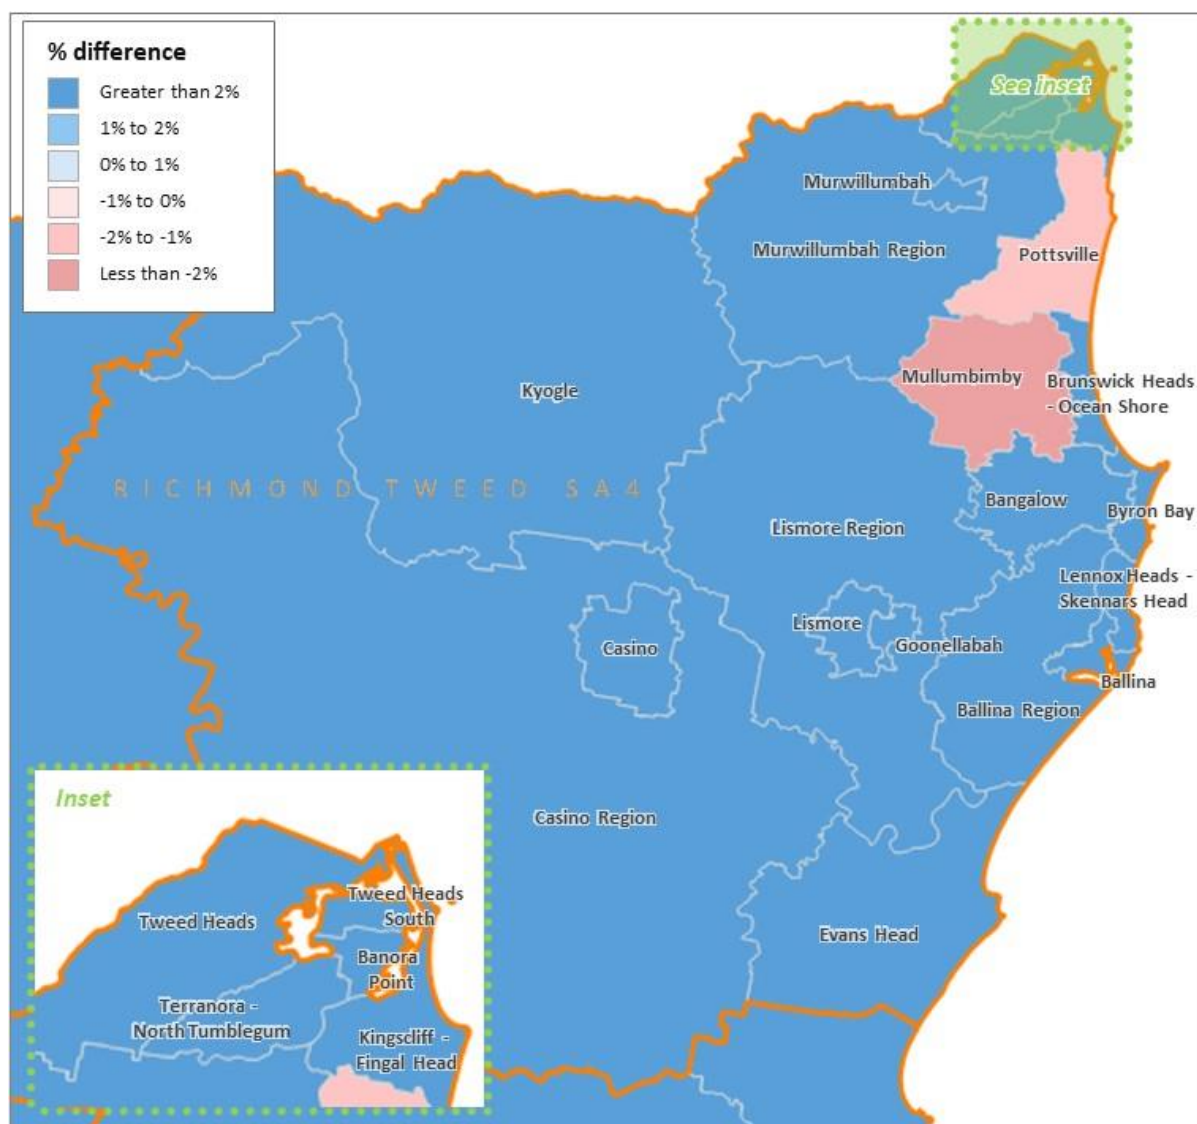 % difference
Greater than 2%
1% to 2%
0% to 1%
-1% to 0%
-2% to -1%
Less than -2%
See inset
Murwillumbah
Murwillumbah Region
Pottsville
Kyogle
Mullumbimby
Brunswick Heads
- Ocean Shore
RICHMOND TWEED SA4
Bangalow
Byron Bay
Lismore Region
Lennox Heads -
Skennars Head
Lismore
Goonellabah
Casino
Ballina
Ballina Region
Casino Region
Evans Head
Inset
Tweed Heads
South
Tweed Heads
Banora
Point
Terranora -
North Tumblegum
Kingscliff -
Fingal Head